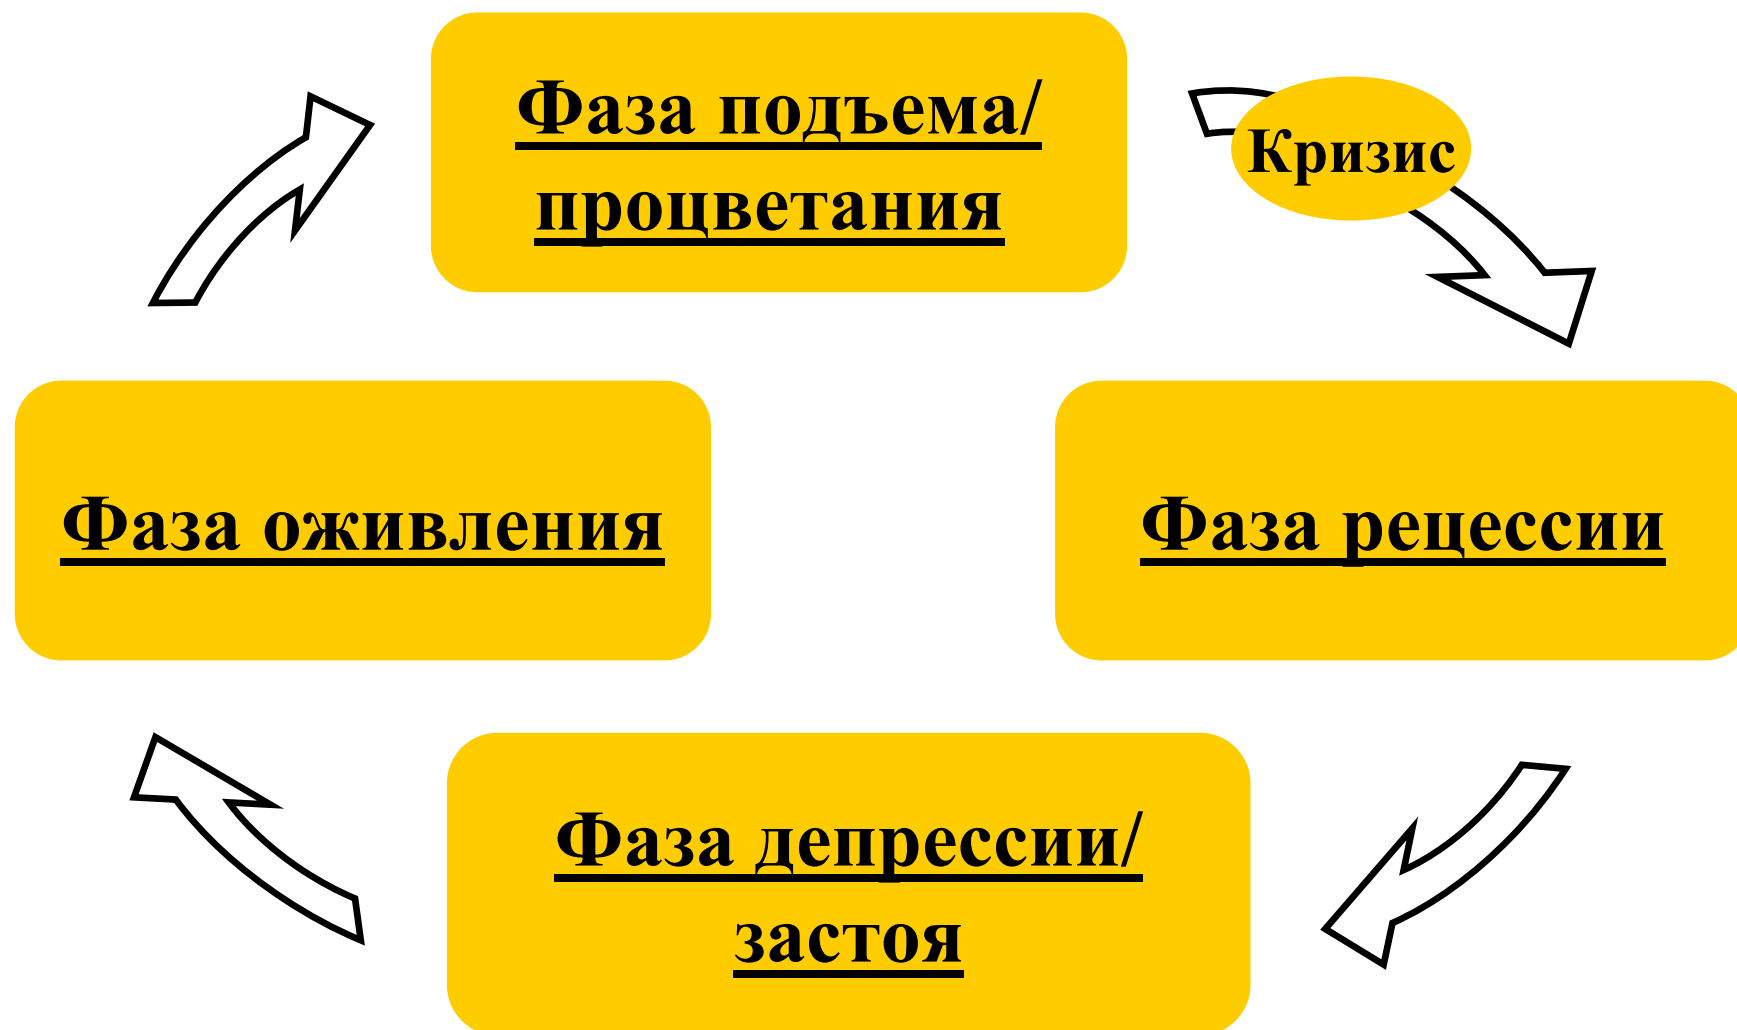 Фаза подъема/
процветания
Кризис
Фаза оживления
Фаза рецессии
Фаза депрессии/
застоя